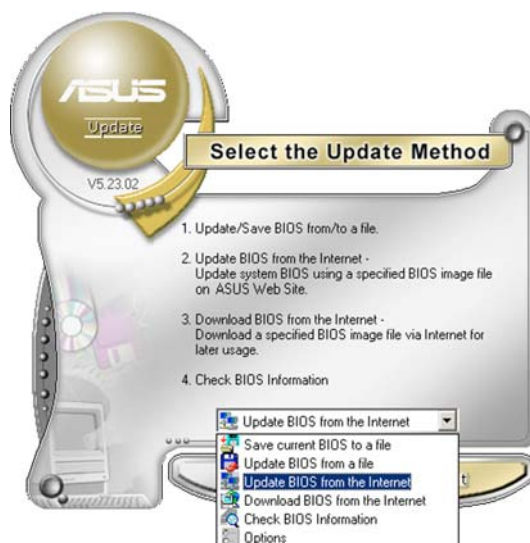 ASUS
Update
V5.23.02
Select the Update Method
1. Update/Save BIOS from/to a file.
2. Update BIOS from the Internet -
Update system BIOS using a specified BIOS image file
on ASUS Web Site.
3. Download BIOS from the Internet -
Download a specified BIOS image file via Internet for
later usage.
4. Check BIOS Information
Update BIOS from the Internet
Save current BIOS to a file
Update BIOS from a file
Update BIOS from the Internet
Download BIOS from the Internet
Check BIOS Information
Options